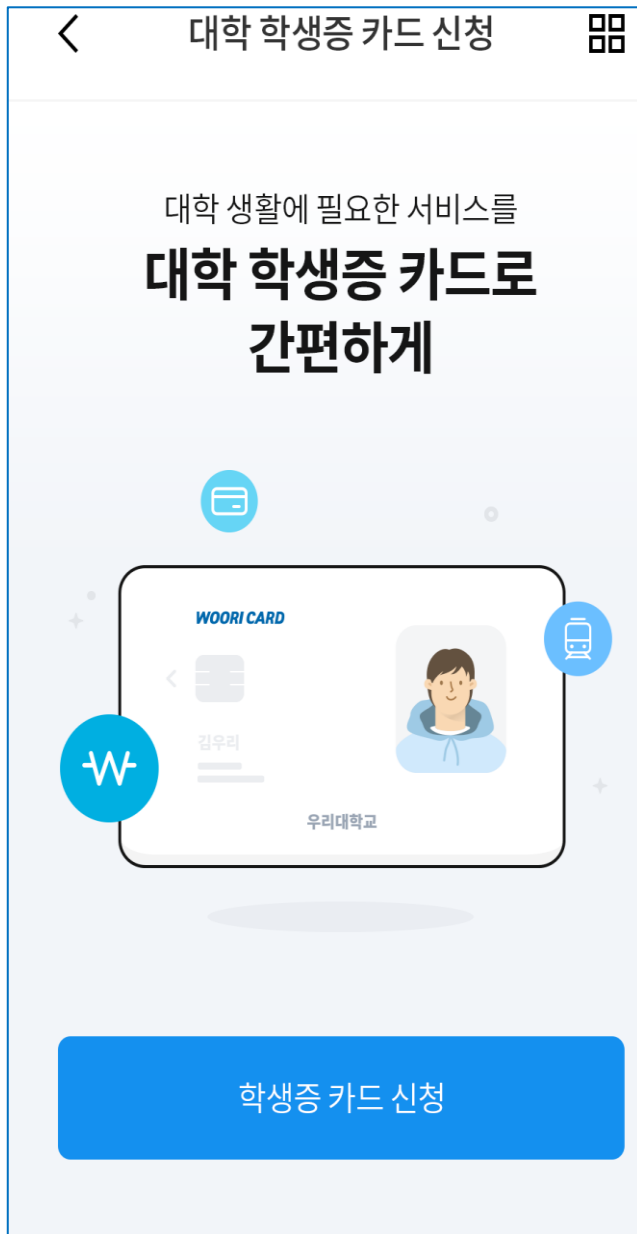 대학 학생증 카드 신청
대학 생활에 필요한 서비스를
대학 학생증 카드로
간편하게
WOORI CARD
김우리
우리대학교
학생증 카드 신청